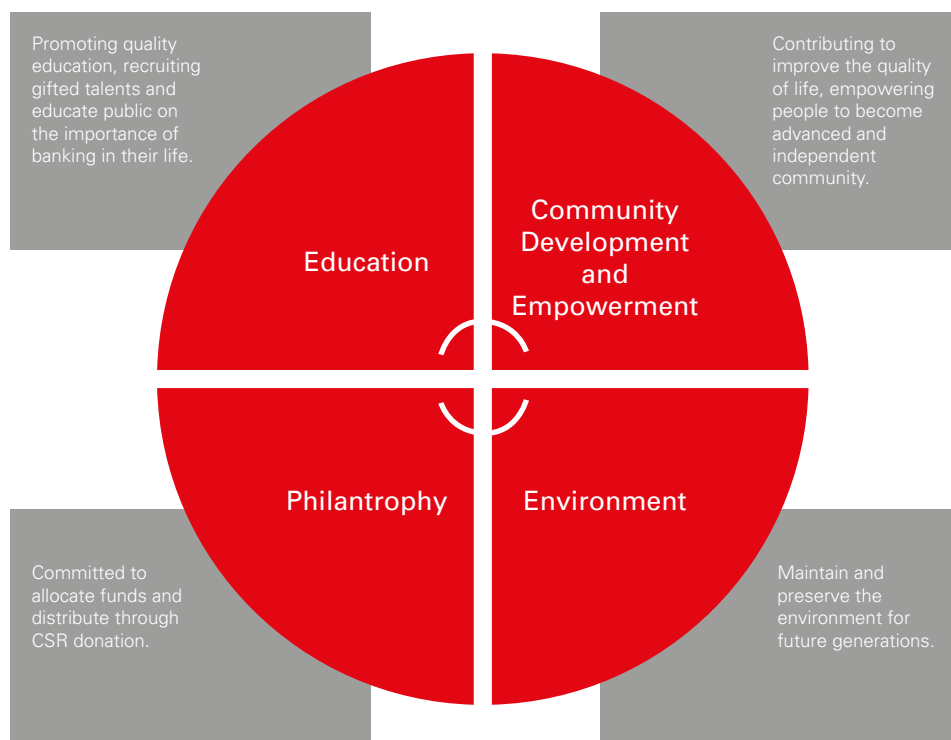 Promoting quality
education, recruiting
gifted talents and
educate public on
the importance of
banking in their life.
Contributing to
improve the quality
of life, empowering
people to become
advanced and
independent
community.
Education
Community
Development
and
Empowerment
Philantrophy
Environment
Committed to
allocate funds and
distribute through
CSR donation.
Maintain and
preserve the
environment for
future generations.